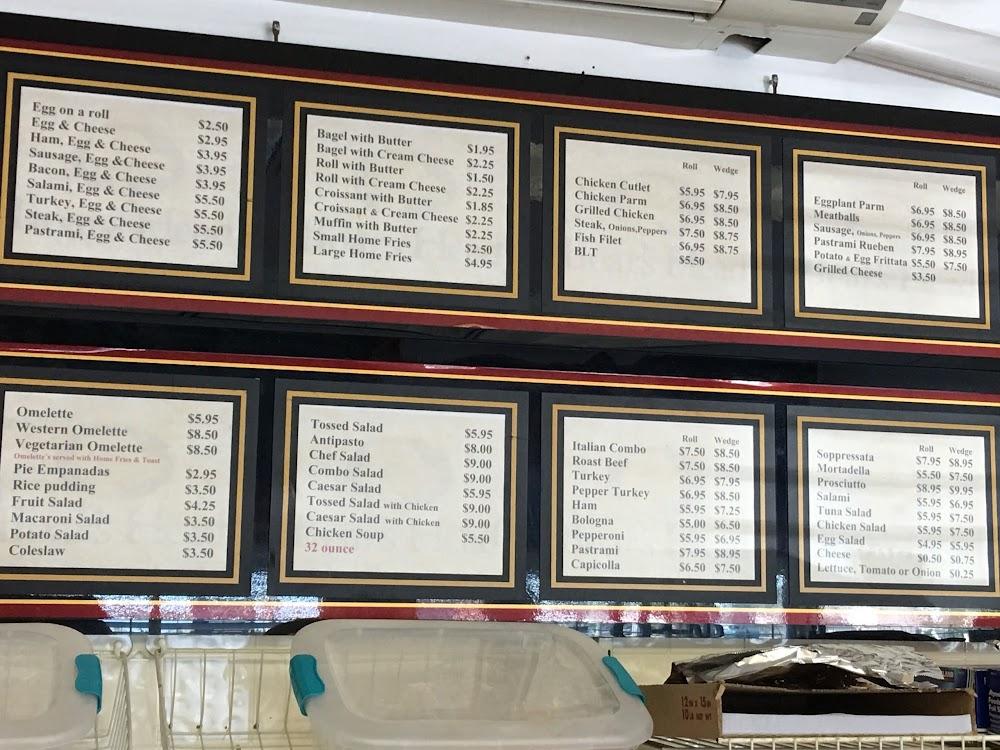 Egg on a roll $2.50
Egg & Cheese $2.95
Ham, Egg & Cheese $3.95
Sausage, Egg &Cheese $3.95
Bacon, Egg & Cheese $3.95
Salami, Egg & Cheese $5.50
Turkey, Egg & Cheese $5.50
Steak, Egg & Cheese $5.50
Pastrami, Egg & Cheese $5.50
Bagel with Butter $1.95
Bagel with Cream Cheese $2.25
Roll with Butter $1.50
Roll with Cream Cheese $2.25
Croissant with Butter $1.85
Croissant & Cream Cheese $2.25
Muffin with Butter $2.25
Small Home Fries $2.50
Large Home Fries $4.95
Roll Wedge
Chicken Cutlet $5.95 $7.95
Chicken Parm $6.95 $8.50
Grilled Chicken $6.95 $8.50
Steak, Onions,Peppers $7.50 $8.75
Fish Filet $6.95 $8.75
BLT $5.50
Roll Wedge
Eggplant Parm $6.95 $8.50
Meatballs $6.95 $8.50
Sausage, Onions, Peppers $6.95 $8.50
Pastrami Rueben $7.95 $8.95
Potato & Egg Frittata $5.50 $7.50
Grilled Cheese $3.50
Omelette $5.95
Western Omelette $8.50
Vegetarian Omelette $8.50
Omelette's served with Home Fries & Toast
Pie Empanadas $2.95
Rice pudding $3.50
Fruit Salad $4.25
Macaroni Salad $3.50
Potato Salad $3.50
Coleslaw $3.50
Tossed Salad $5.95
Antipasto $8.00
Chef Salad $9.00
Combo Salad $9.00
Caesar Salad $5.95
Tossed Salad with Chicken $9.00
Caesar Salad with Chicken $9.00
Chicken Soup $5.50
32 ounce
Roll Wedge
Italian Combo $7.50 $8.50
Roast Beef $7.50 $8.50
Turkey $6.95 $7.95
Pepper Turkey $6.95 $8.50
Ham $5.95 $7.25
Bologna $5.00 $6.50
Pepperoni $5.95 $6.95
Pastrami $7.95 $8.95
Capicolla $6.50 $7.50
Roll Wedge
Soppressata $7.95 $8.95
Mortadella $5.50 $7.50
Prosciutto $8.95 $9.95
Salami $5.95 $6.95
Tuna Salad $5.95 $7.50
Chicken Salad $5.95 $7.50
Egg Salad $4.95 $5.95
Cheese $0.50 $0.75
Lettuce, Tomato or Onion $0.25
12IN X 15IN